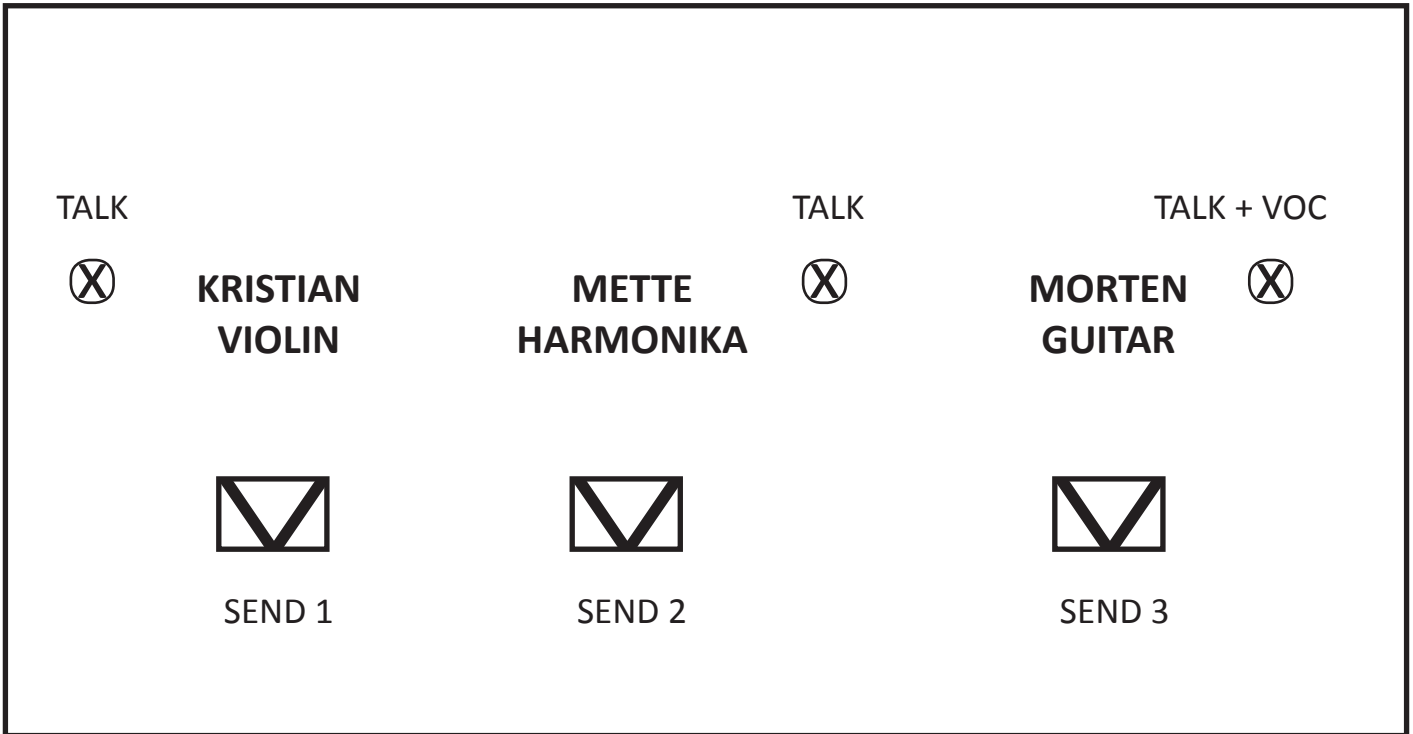 TALK
TALK
TALK + VOC
X
KRISTIAN
VIOLIN
METTE
HARMONIKA
X
MORTEN
GUITAR
X
SEND 1
SEND 2
SEND 3